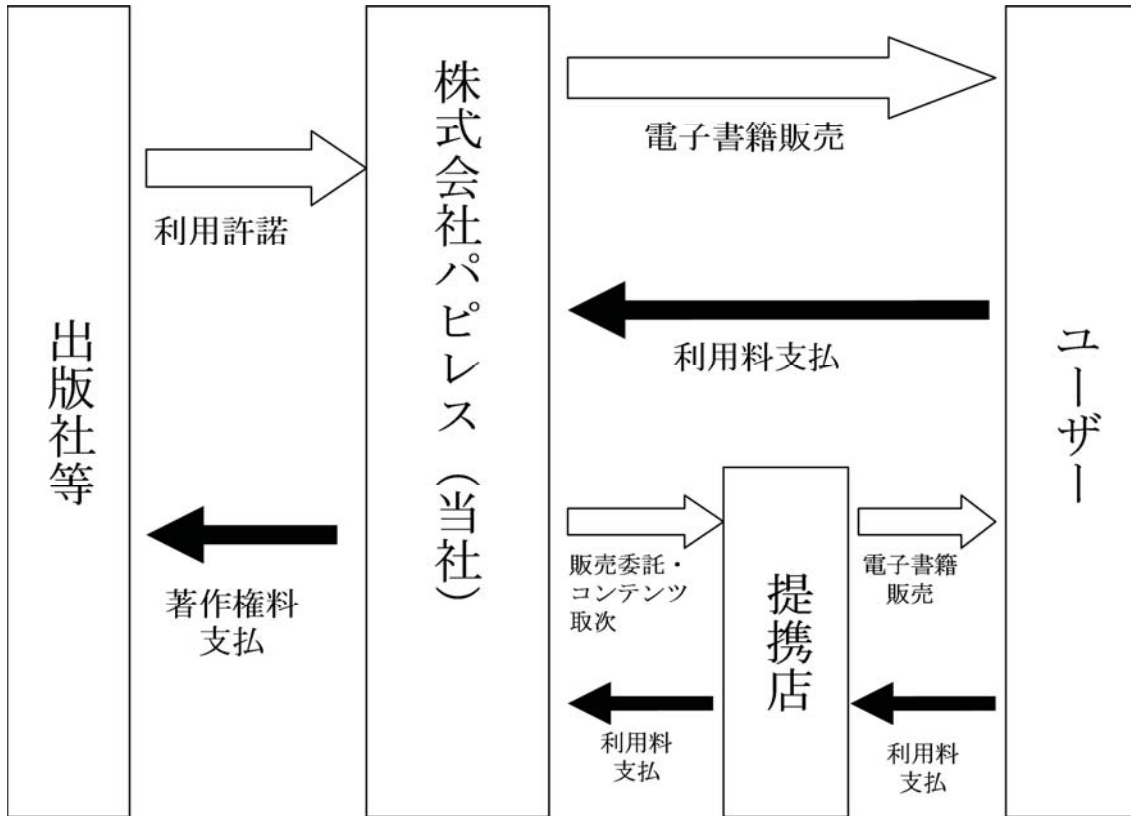 出版社等
利用許諾
著作権料
支払
株式会社パピレス（当社）
電子書籍販売
利用料支払
販売委託・
コンテンツ
取次
利用料
支払
提携店
電子書籍
販売
利用料
支払
ユーザー